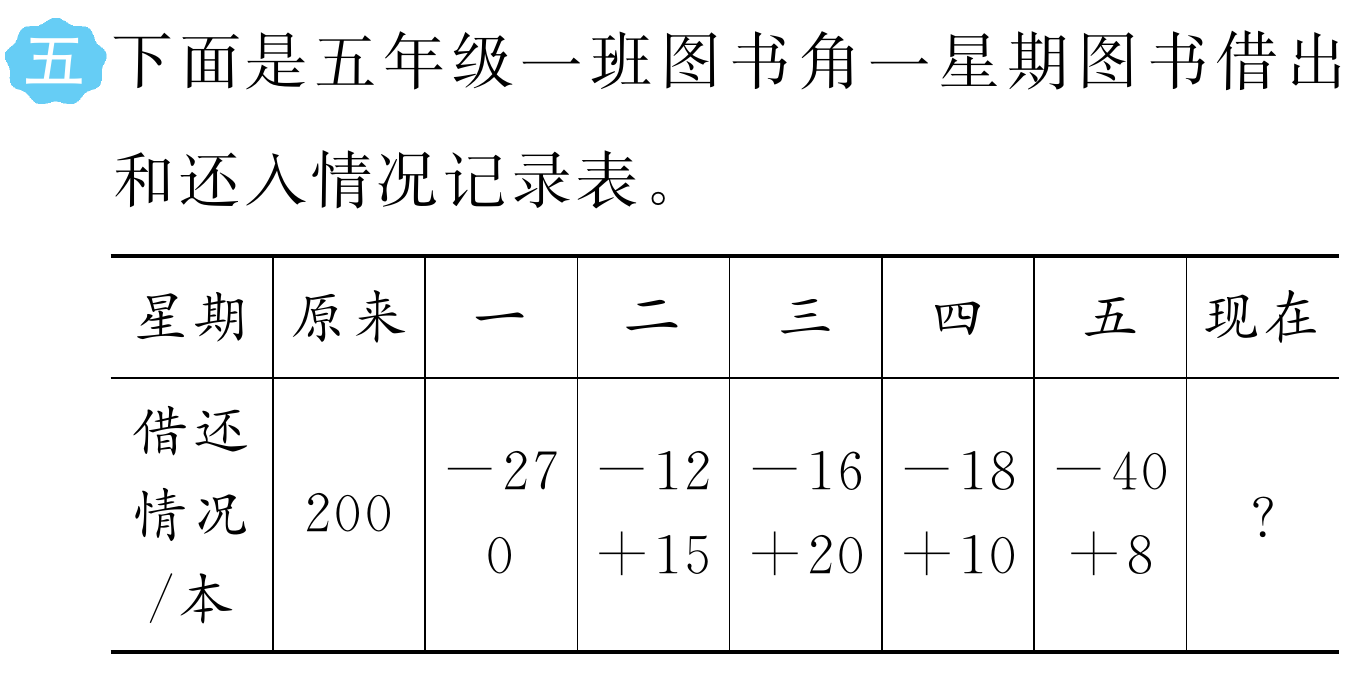 五 下面是五年级一班图书角一星期图书借出
和还入情况记录表。
星期 原来 一 二 三 四 五 现在
借还情况/本 200 －27 0 －12 ＋15 －16 ＋20 －18 ＋10 －40 ＋8 ?